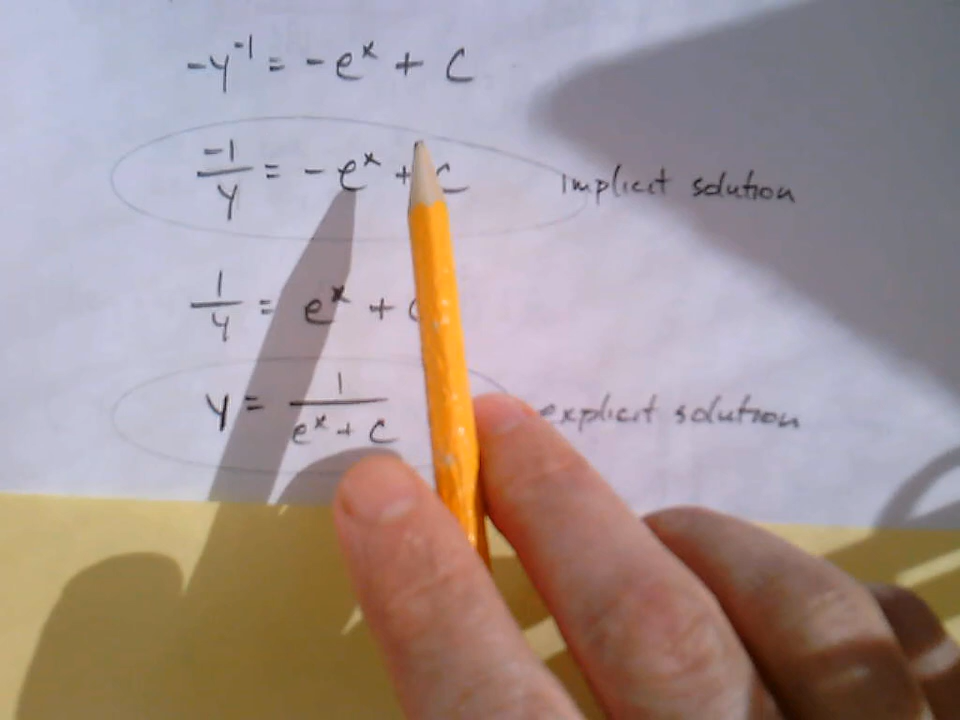 -y⁻¹ = -eˣ + C
-1/y = -eˣ + C implicit solution
1/y = eˣ + C
y = 1/(eˣ + C) explicit solution